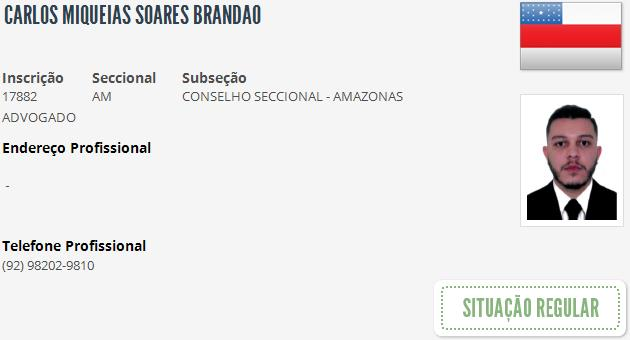 CARLOS MIQUEIAS SOARES BRANDAO
Inscrição Seccional Subseção
17882 AM CONSELHO SECCIONAL - AMAZONAS
ADVOGADO
Endereço Profissional
-
Telefone Profissional
(92) 98202-9810
SITUAÇÃO REGULAR